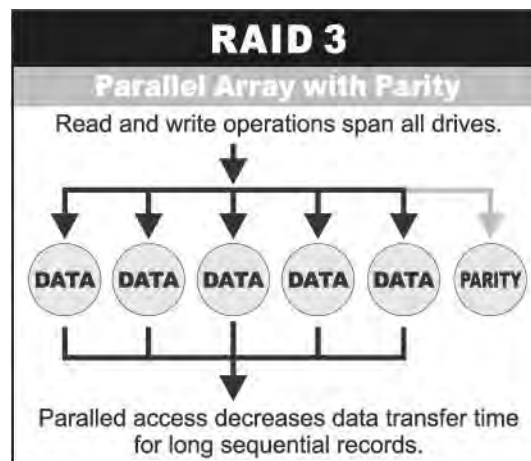 RAID 3
Parallel Array with Parity
Read and write operations span all drives.
DATA DATA DATA DATA DATA PARITY
Paralled access decreases data transfer time
for long sequential records.